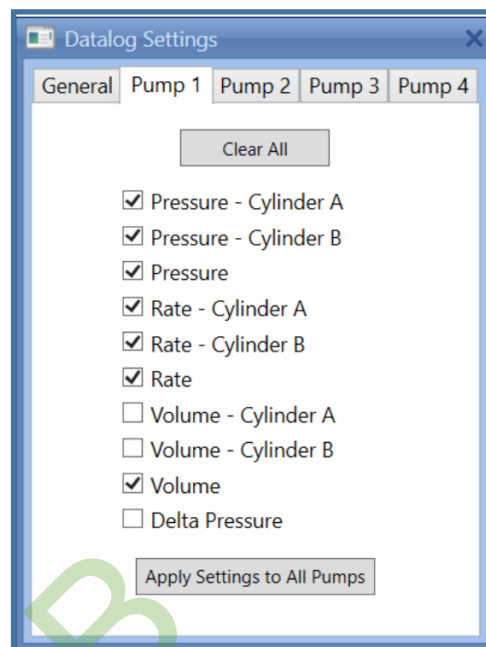 Datalog Settings
General Pump 1 Pump 2 Pump 3 Pump 4
Clear All
Pressure - Cylinder A
Pressure - Cylinder B
Pressure
Rate - Cylinder A
Rate - Cylinder B
Rate
Volume - Cylinder A
Volume - Cylinder B
Volume
Delta Pressure
Apply Settings to All Pumps
B